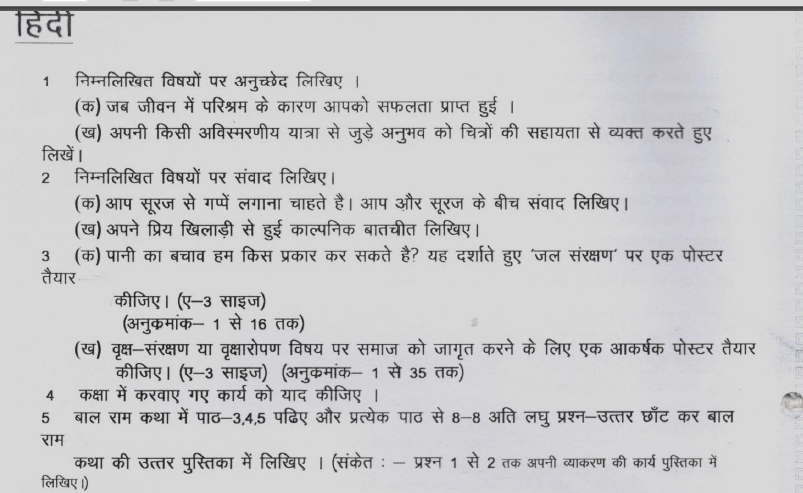 हिंदी
1 निम्नलिखित विषयों पर अनुच्छेद लिखिए ।
(क) जब जीवन में परिश्रम के कारण आपको सफलता प्राप्त हुई ।
(ख) अपनी किसी अविस्मरणीय यात्रा से जुड़े अनुभव को चित्रों की सहायता से व्यक्त करते हुए
लिखें।
2 निम्नलिखित विषयों पर संवाद लिखिए।
(क) आप सूरज से गप्पें लगाना चाहते है। आप और सूरज के बीच संवाद लिखिए।
(ख) अपने प्रिय खिलाड़ी से हुई काल्पनिक बातचीत लिखिए।
3 (क) पानी का बचाव हम किस प्रकार कर सकते है? यह दर्शाते हुए 'जल संरक्षण' पर एक पोस्टर
तैयार
कीजिए। (ए–3 साइज)
(अनुक्रमांक– 1 से 16 तक)
(ख) वृक्ष–संरक्षण या वृक्षारोपण विषय पर समाज को जागृत करने के लिए एक आकर्षक पोस्टर तैयार
कीजिए। (ए–3 साइज) (अनुक्रमांक– 1 से 35 तक)
4 कक्षा में करवाए गए कार्य को याद कीजिए ।
5 बाल राम कथा में पाठ–3,4,5 पढिए और प्रत्येक पाठ से 8–8 अति लघु प्रश्न–उत्तर छाँट कर बाल
राम
कथा की उत्तर पुस्तिका में लिखिए । (संकेत : – प्रश्न 1 से 2 तक अपनी व्याकरण की कार्य पुस्तिका में
लिखिए।)